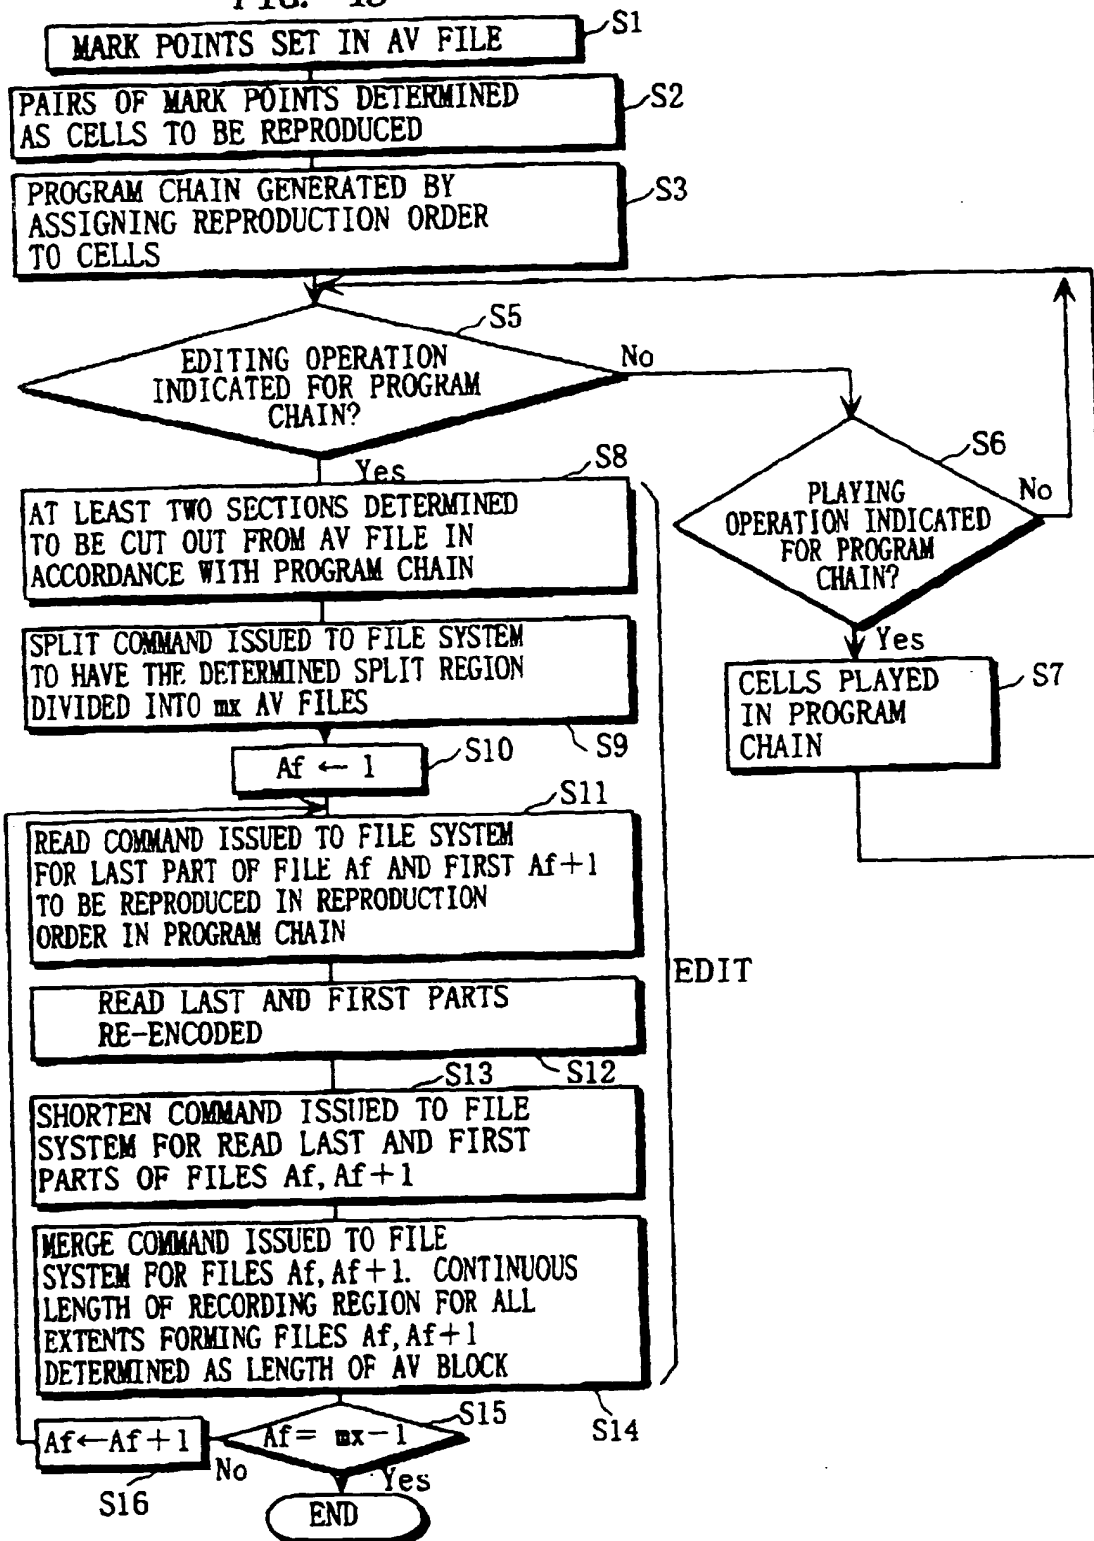 MARK POINTS SET IN AV FILE
S1
PAIRS OF MARK POINTS DETERMINED
AS CELLS TO BE REPRODUCED
S2
PROGRAM CHAIN GENERATED BY
ASSIGNING REPRODUCTION ORDER
TO CELLS
S3
S5
EDITING OPERATION
INDICATED FOR PROGRAM
CHAIN?
No
Yes
S6
PLAYING
OPERATION INDICATED
FOR PROGRAM
CHAIN?
No
Yes
CELLS PLAYED
IN PROGRAM
CHAIN
S7
S8
AT LEAST TWO SECTIONS DETERMINED
TO BE CUT OUT FROM AV FILE IN
ACCORDANCE WITH PROGRAM CHAIN
SPLIT COMMAND ISSUED TO FILE SYSTEM
TO HAVE THE DETERMINED SPLIT REGION
DIVIDED INTO mx AV FILES
S9
Af ← 1
S10
S11
READ COMMAND ISSUED TO FILE SYSTEM
FOR LAST PART OF FILE Af AND FIRST Af+1
TO BE REPRODUCED IN REPRODUCTION
ORDER IN PROGRAM CHAIN
EDIT
READ LAST AND FIRST PARTS
RE-ENCODED
S12
S13
SHORTEN COMMAND ISSUED TO FILE
SYSTEM FOR READ LAST AND FIRST
PARTS OF FILES Af, Af+1
MERGE COMMAND ISSUED TO FILE
SYSTEM FOR FILES Af, Af+1. CONTINUOUS
LENGTH OF RECORDING REGION FOR ALL
EXTENTS FORMING FILES Af, Af+1
DETERMINED AS LENGTH OF AV BLOCK
S14
S15
Af= mx-1
No
Yes
Af←Af+1
S16
END